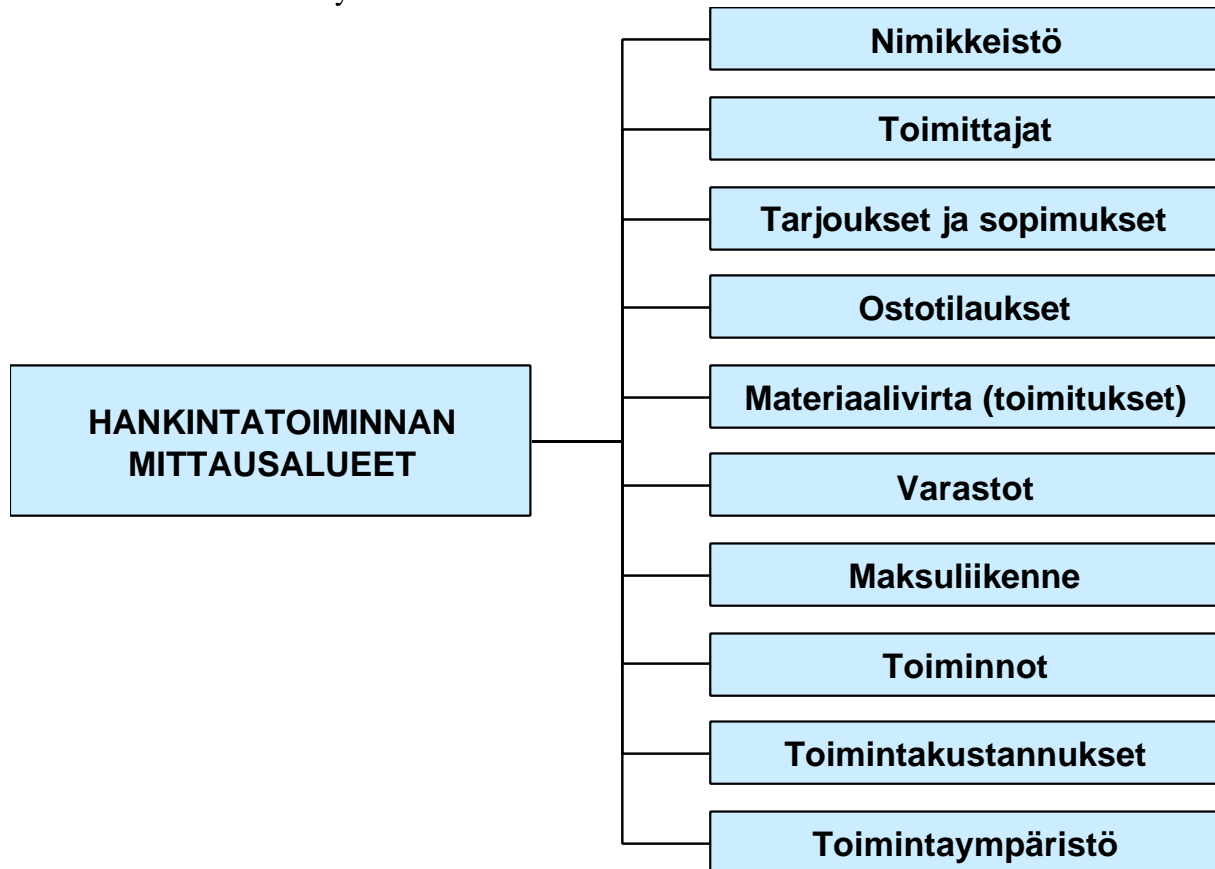 Nimikkeistö
Toimittajat
Tarjoukset ja sopimukset
Ostotilaukset
Materiaalivirta (toimitukset)
HANKINTATOIMINNAN
MITTAUSALUEET
Varastot
Maksuliikenne
Toiminnot
Toimintakustannukset
Toimintaympäristö